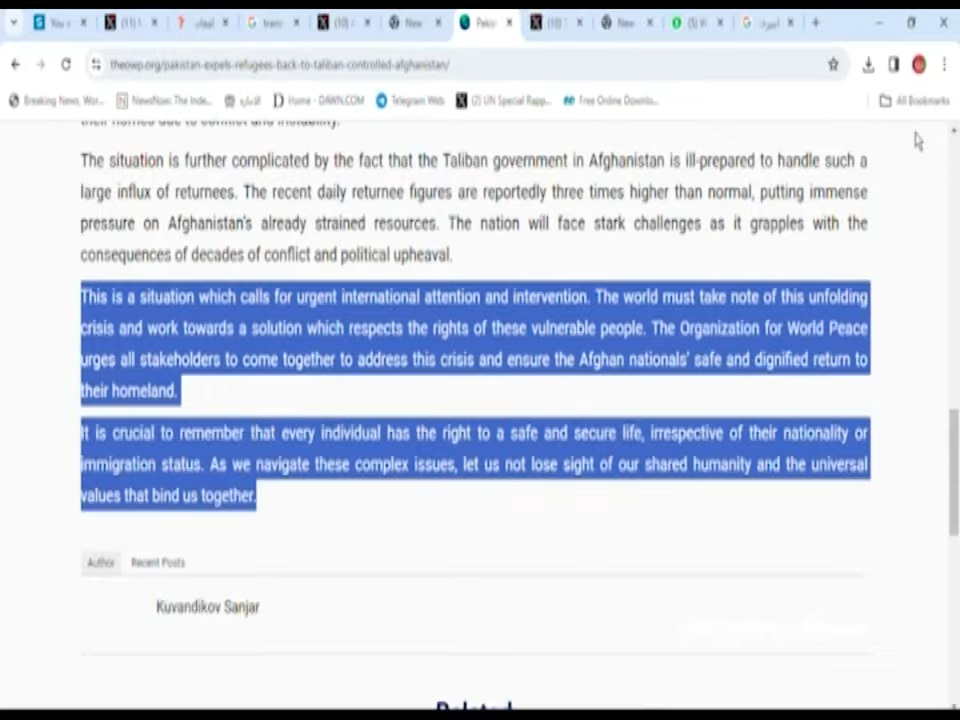 theowp.org/pakistan-expels-refugees-back-to-taliban-controlled-afghanistan/
Breaking News, Wor... NewsNow: The Inde... Home - DAWN.COM Telegram Web (2) UN Special Rapp... Free Online Downlo... All Bookmarks
their homes due to conflict and instability.
The situation is further complicated by the fact that the Taliban government in Afghanistan is ill-prepared to handle such a
large influx of returnees. The recent daily returnee figures are reportedly three times higher than normal, putting immense
pressure on Afghanistan's already strained resources. The nation will face stark challenges as it grapples with the
consequences of decades of conflict and political upheaval.
This is a situation which calls for urgent international attention and intervention. The world must take note of this unfolding
crisis and work towards a solution which respects the rights of these vulnerable people. The Organization for World Peace
urges all stakeholders to come together to address this crisis and ensure the Afghan nationals' safe and dignified return to
their homeland.
It is crucial to remember that every individual has the right to a safe and secure life, irrespective of their nationality or
immigration status. As we navigate these complex issues, let us not lose sight of our shared humanity and the universal
values that bind us together.
Author Recent Posts
Kuvandikov Sanjar
Related